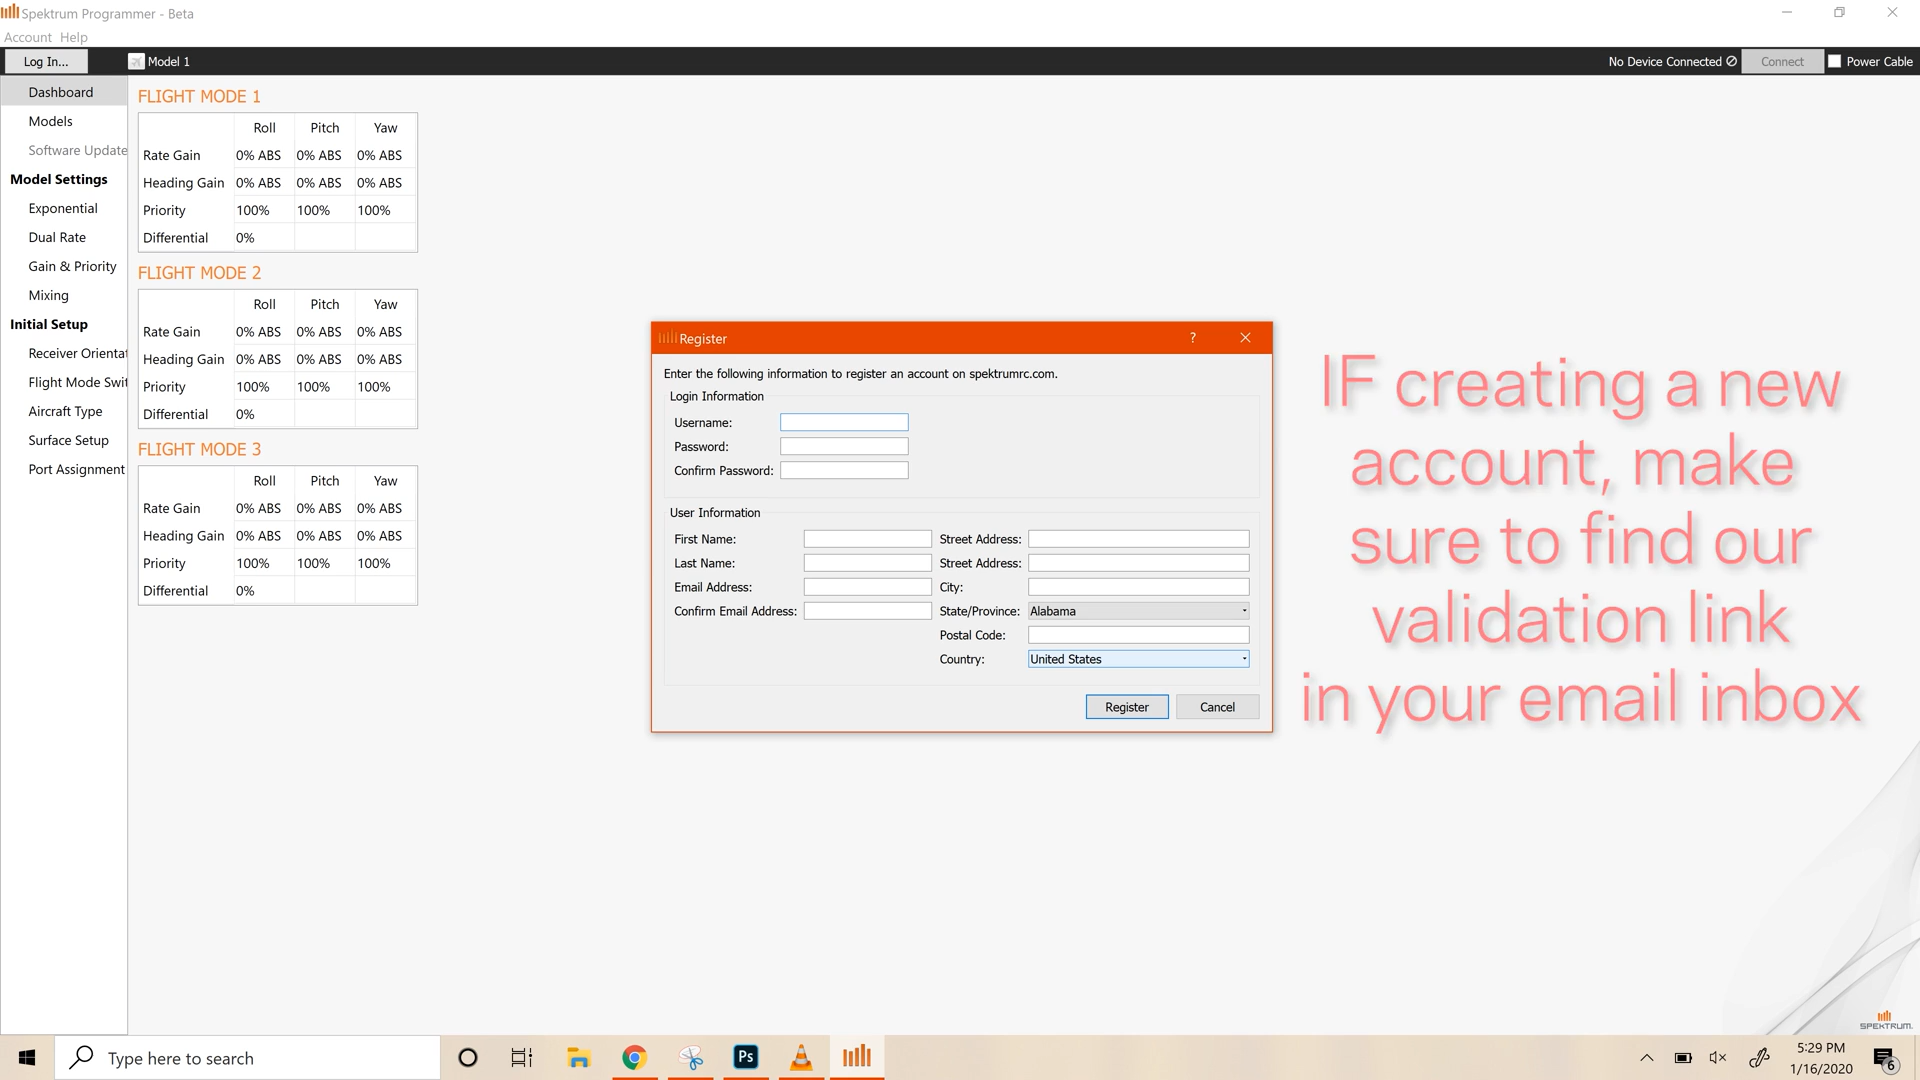 Spektrum Programmer - Beta
Account Help
Log In...
Model 1
No Device Connected
Connect
Power Cable
Dashboard
Models
Software Update
Model Settings
Exponential
Dual Rate
Gain & Priority
Mixing
Initial Setup
Receiver Orientat
Flight Mode Swit
Aircraft Type
Surface Setup
Port Assignment
FLIGHT MODE 1
Roll Pitch Yaw
Rate Gain 0% ABS 0% ABS 0% ABS
Heading Gain 0% ABS 0% ABS 0% ABS
Priority 100% 100% 100%
Differential 0%
FLIGHT MODE 2
Roll Pitch Yaw
Rate Gain 0% ABS 0% ABS 0% ABS
Heading Gain 0% ABS 0% ABS 0% ABS
Priority 100% 100% 100%
Differential 0%
FLIGHT MODE 3
Roll Pitch Yaw
Rate Gain 0% ABS 0% ABS 0% ABS
Heading Gain 0% ABS 0% ABS 0% ABS
Priority 100% 100% 100%
Differential 0%
Register
?
Enter the following information to register an account on spektrumrc.com.
Login Information
Username:
Password:
Confirm Password:
User Information
First Name:
Last Name:
Email Address:
Confirm Email Address:
Street Address:
Street Address:
City:
State/Province: Alabama
Postal Code:
Country: United States
Register Cancel
IF creating a new
account, make
sure to find our
validation link
in your email inbox
SPEKTRUM.
Type here to search
Ps
5:29 PM
1/16/2020
6